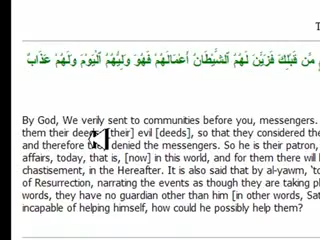 T
مِّن قَبْلِكَ فَزَيَّنَ لَهُمُ ٱلشَّيْطَانُ أَعْمَالَهُمْ فَهُوَ وَلِيُّهُمُ ٱلْيَوْمَ وَلَهُمْ عَذَابٌ
By God, We verily sent to communities before you, messengers.
them their deeds, [their] evil [deeds], so that they considered the
and therefore denied the messengers. So he is their patron,
affairs, today, that is, [now] in this world, and for them there will
chastisement, in the Hereafter. It is also said that by al-yawm, 'to
of Resurrection, narrating the events as though they are taking pl
words, they have no guardian other than him [in other words, Sat
incapable of helping himself, how could he possibly help them?